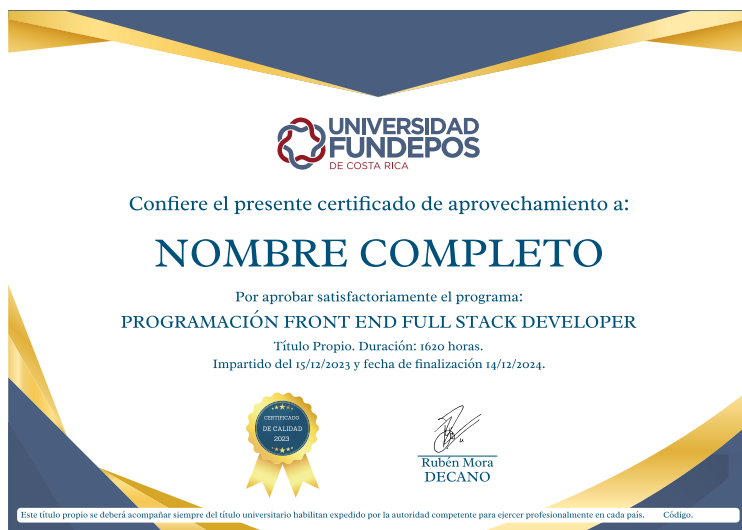 UNIVERSIDAD
FUNDEPOS
DE COSTA RICA
Confiere el presente certificado de aprovechamiento a:
NOMBRE COMPLETO
Por aprobar satisfactoriamente el programa:
PROGRAMACIÓN FRONT END FULL STACK DEVELOPER
Título Propio. Duración: 1620 horas.
Impartido del 15/12/2023 y fecha de finalización 14/12/2024.
CERTIFICADO
DE CALIDAD
2023
Rubén Mora
DECANO
Este título propio se deberá acompañar siempre del título universitario habilitan expedido por la autoridad competente para ejercer profesionalmente en cada país. Código.